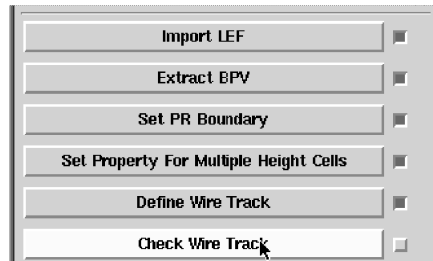 Import LEF
Extract BPV
Set PR Boundary
Set Property For Multiple Height Cells
Define Wire Track
Check Wire Track